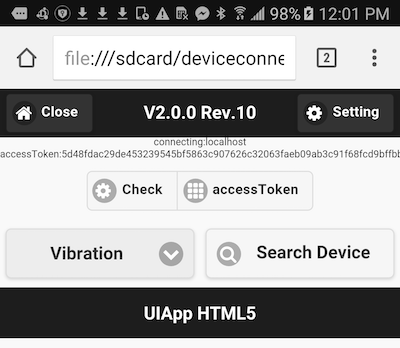 98% 12:01 PM
file:///sdcard/deviceconne
2
Close V2.0.0 Rev.10 Setting
connecting:localhost
accessToken:5d48fdac29de453239545bf5863c907626c32063faeb09ab3c91f68fcd9bffbb
Check accessToken
Vibration Search Device
UIApp HTML5